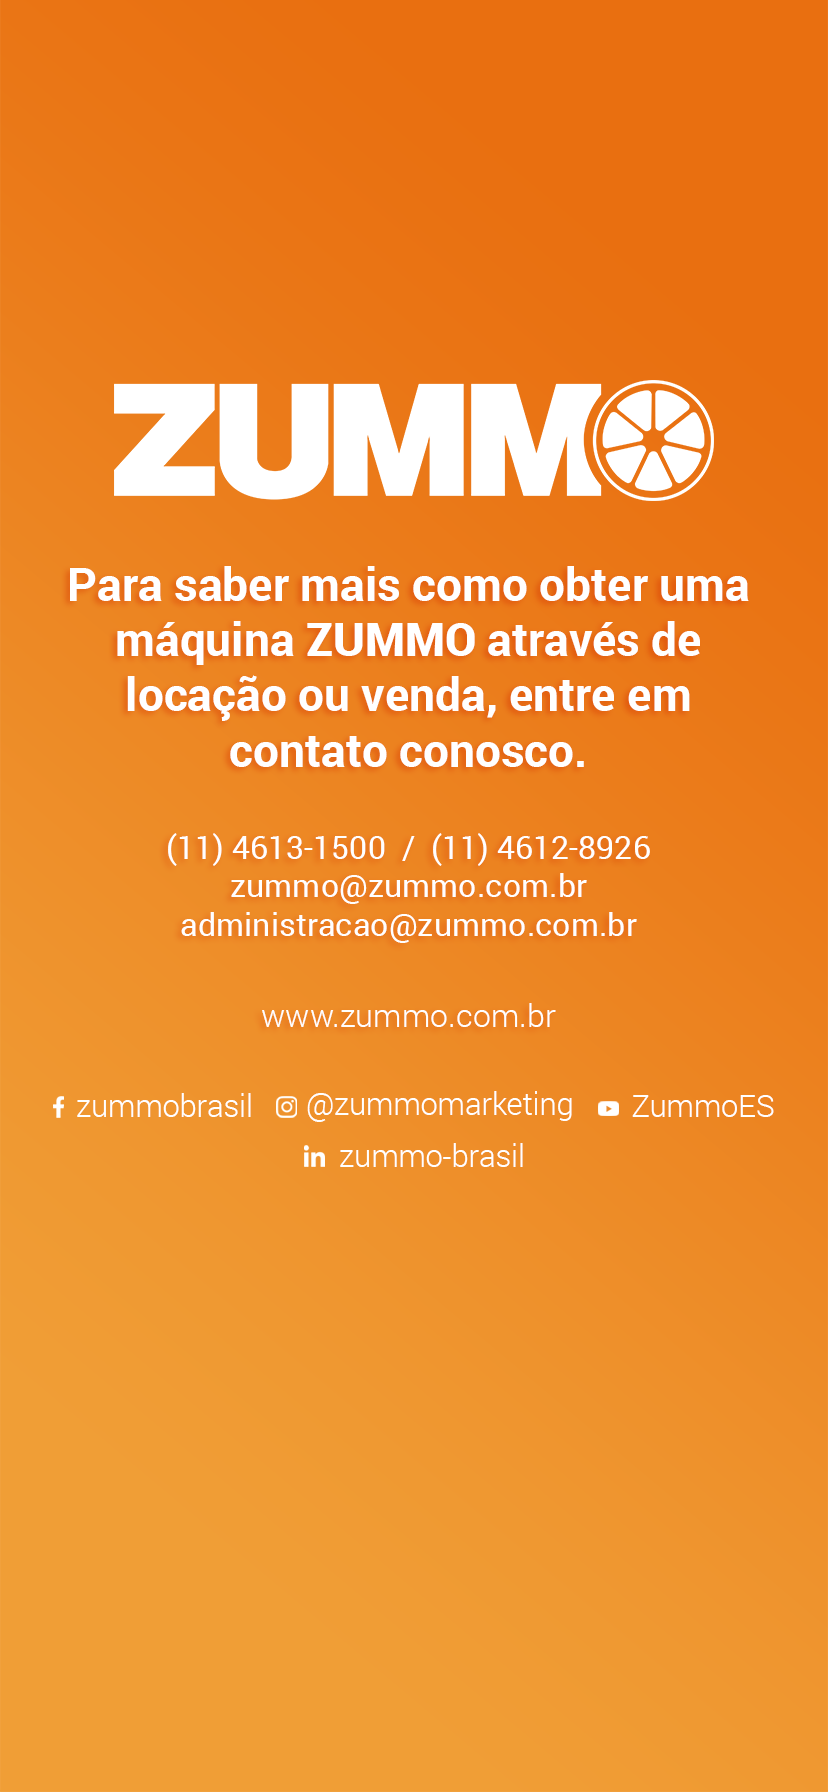 ZUMMO
Para saber mais como obter uma
máquina ZUMMO através de
locação ou venda, entre em
contato conosco.
(11) 4613-1500 / (11) 4612-8926
zummo@zummo.com.br
administracao@zummo.com.br
www.zummo.com.br
zummobrasil @zummomarketing ZummoES
zummo-brasil